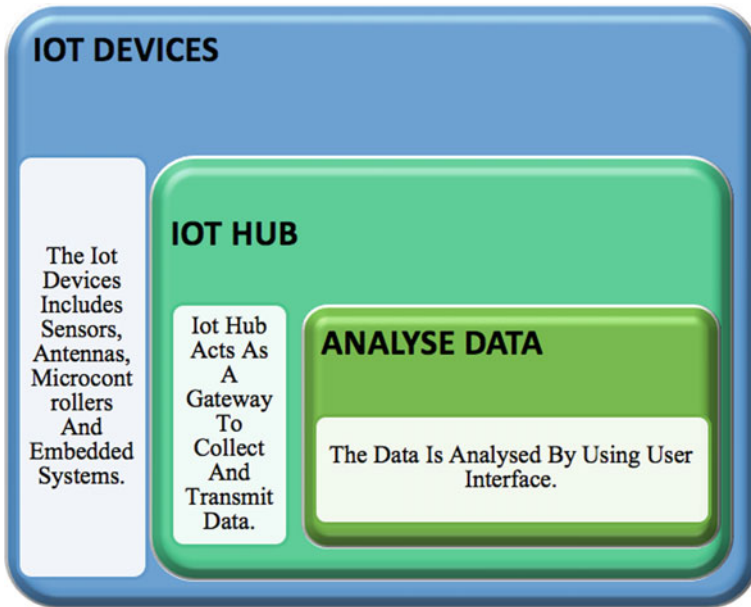 IOT DEVICES
The Iot
Devices
Includes
Sensors,
Antennas,
Microcont
rollers
And
Embedded
Systems.
IOT HUB
Iot Hub
Acts As
A
Gateway
To
Collect
And
Transmit
Data.
ANALYSE DATA
The Data Is Analysed By Using User
Interface.